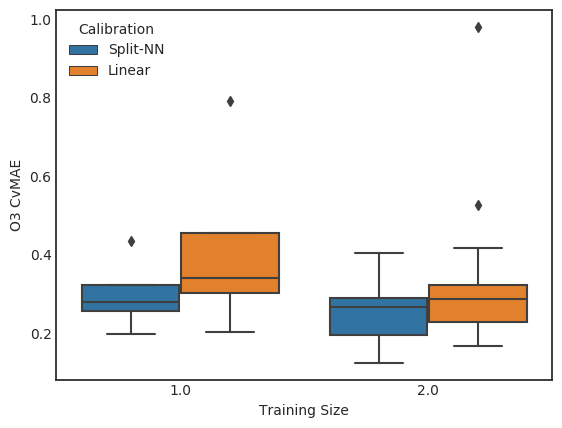 1.0
0.8
0.6
0.4
0.2
O3 CvMAE
Calibration
Split-NN
Linear
1.0
2.0
Training Size